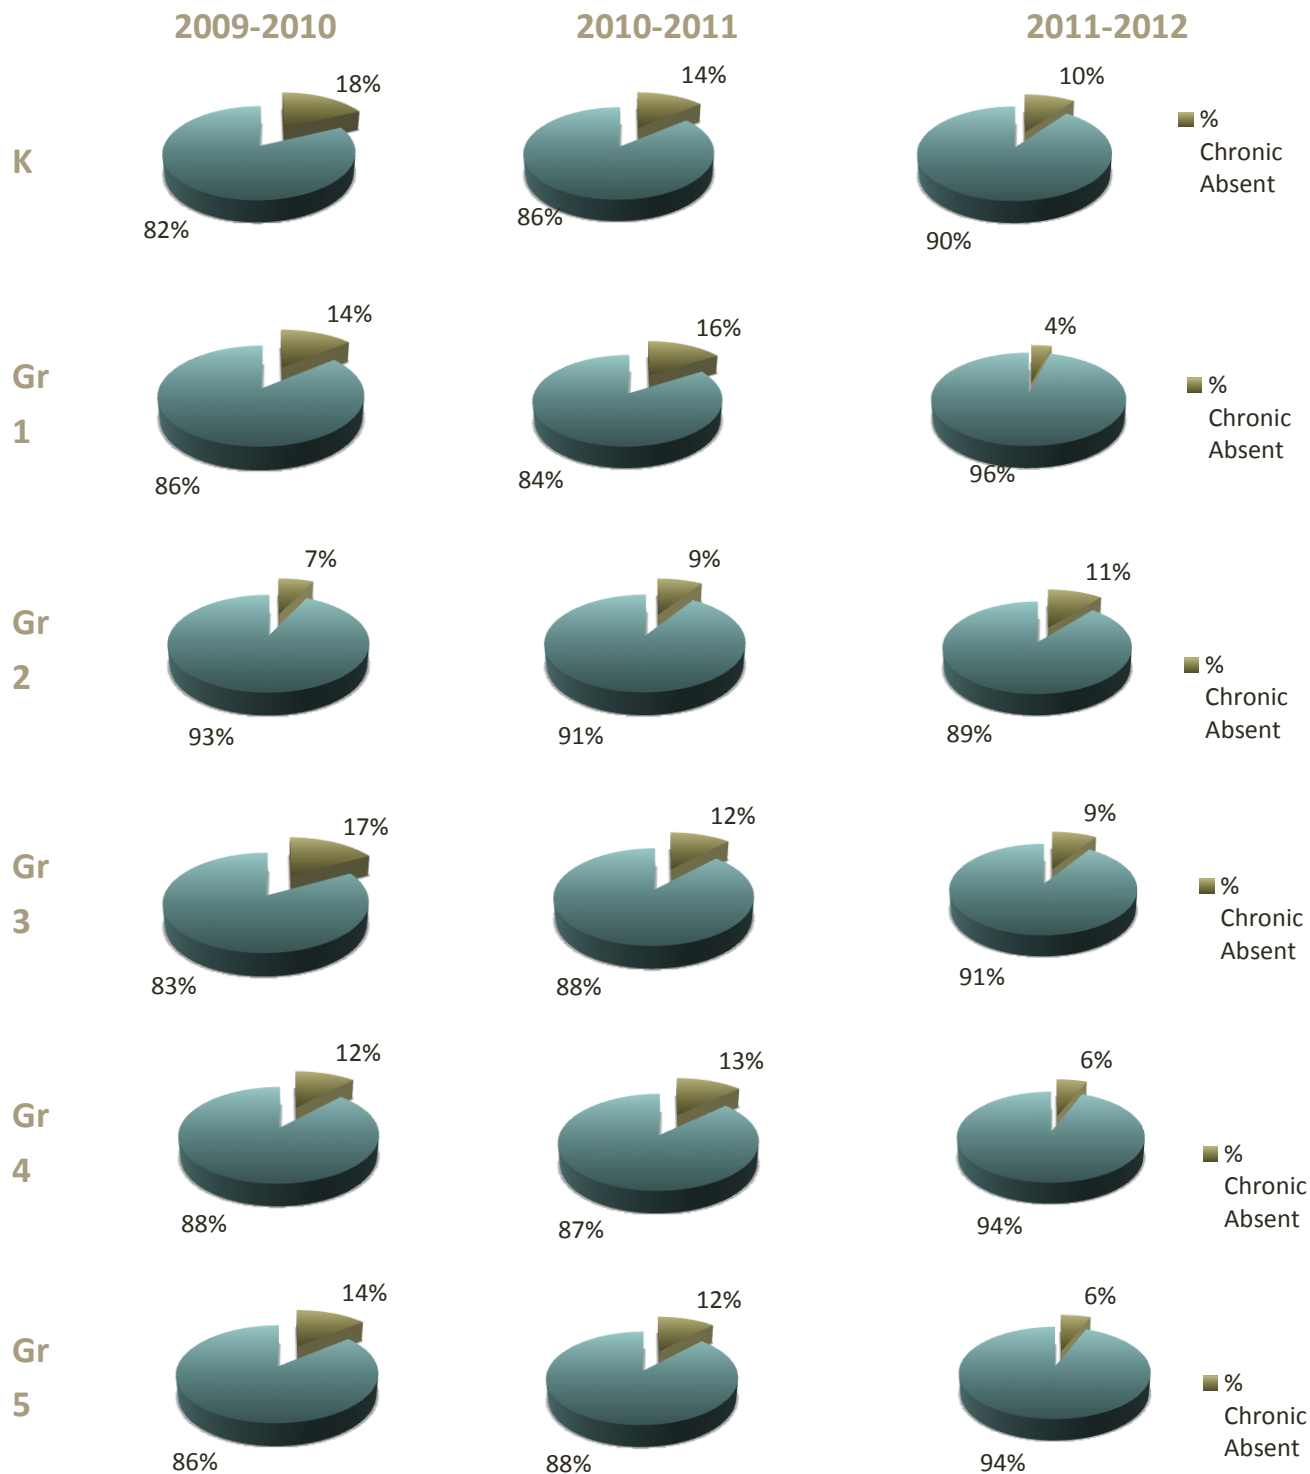 2009-2010 2010-2011 2011-2012
K
18%
82%
14%
86%
10%
90%
%
Chronic
Absent
Gr
1
14%
86%
16%
84%
4%
96%
%
Chronic
Absent
Gr
2
7%
93%
9%
91%
11%
89%
%
Chronic
Absent
Gr
3
17%
83%
12%
88%
9%
91%
%
Chronic
Absent
Gr
4
12%
88%
13%
87%
6%
94%
%
Chronic
Absent
Gr
5
14%
86%
12%
88%
6%
94%
%
Chronic
Absent